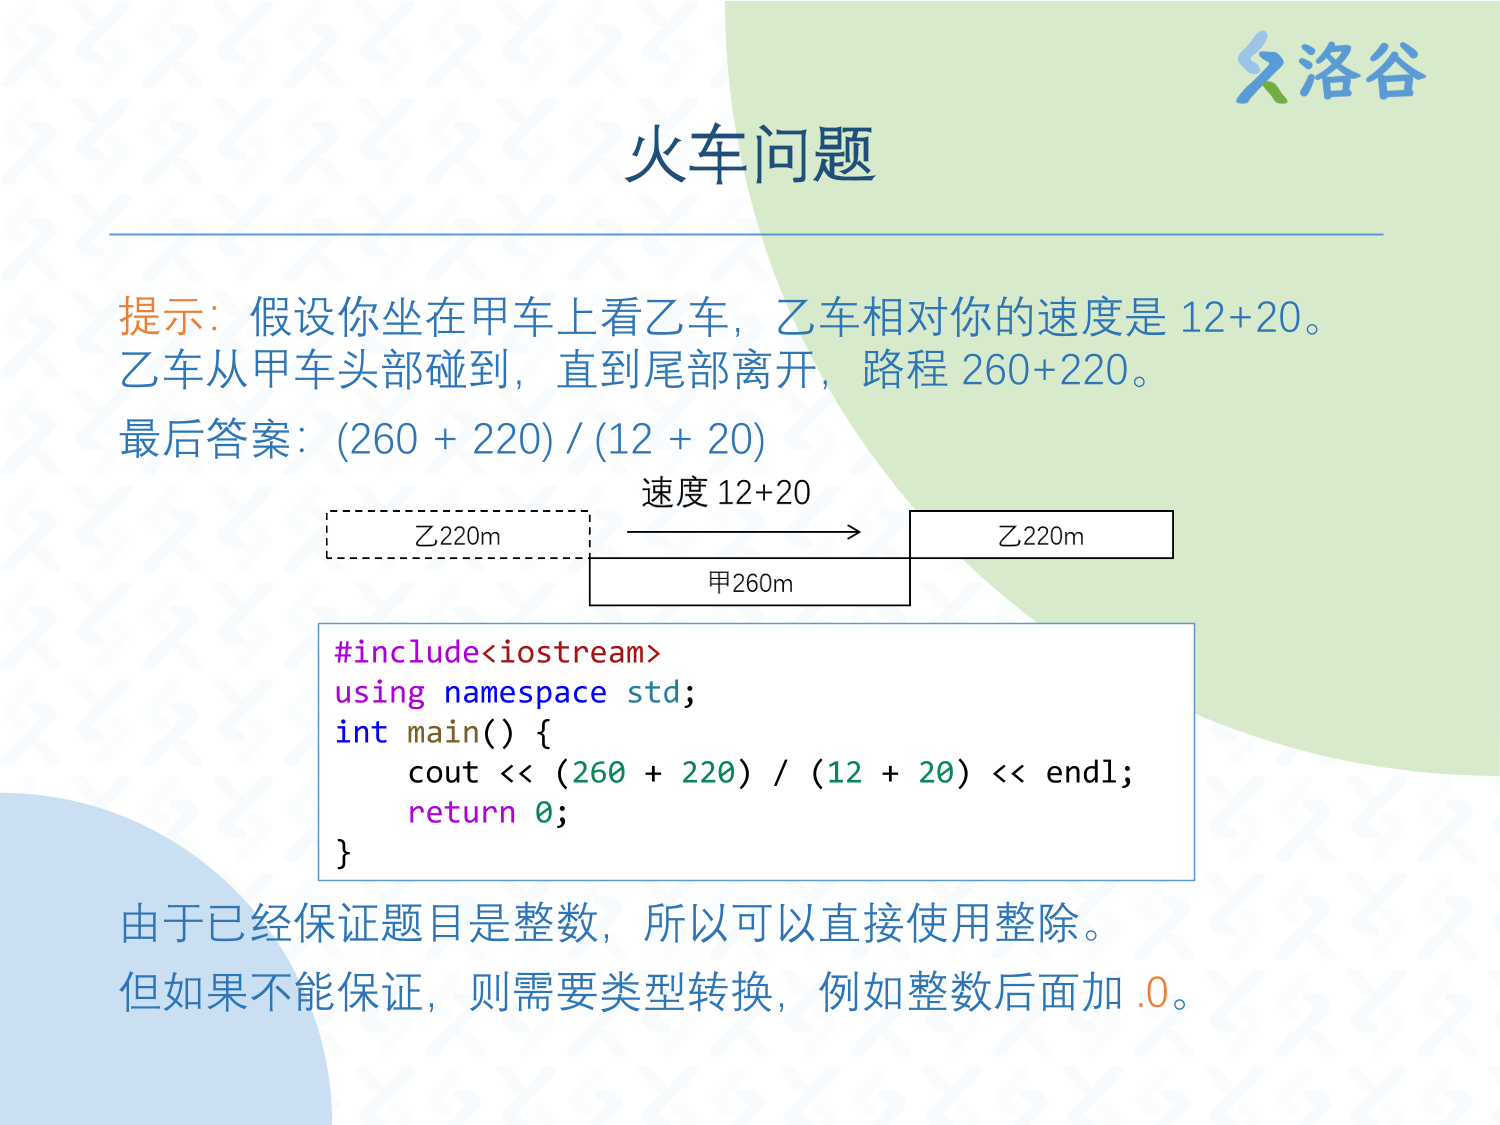 洛谷
火车问题
提示：假设你坐在甲车上看乙车，乙车相对你的速度是 12+20。
乙车从甲车头部碰到，直到尾部离开，路程 260+220。
最后答案：(260 + 220) / (12 + 20)
速度 12+20
乙220m
乙220m
甲260m
#include<iostream>
using namespace std;
int main() {
    cout << (260 + 220) / (12 + 20) << endl;
    return 0;
}
由于已经保证题目是整数，所以可以直接使用整除。
但如果不能保证，则需要类型转换，例如整数后面加 .0。